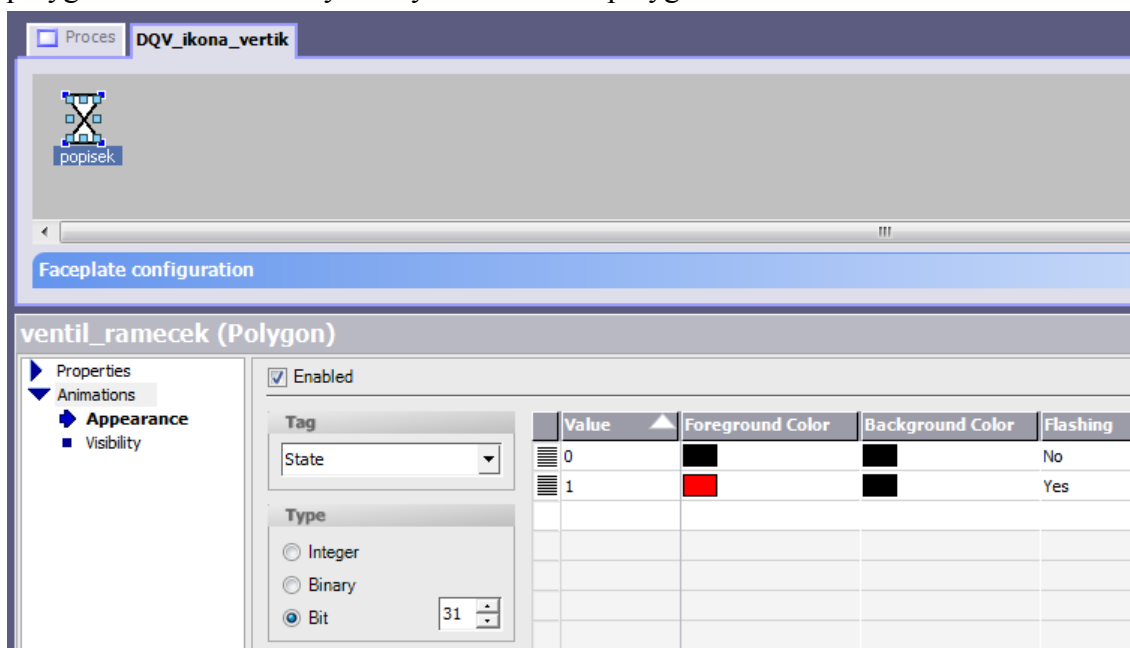 Proces DQV_ikona_vertik
popisek
Faceplate configuration
ventil_ramecek (Polygon)
Properties
Animations
Appearance
Visibility
Enabled
Tag
State
Type
Integer
Binary
Bit 31
Value Foreground Color Background Color Flashing
0 No
1 Yes